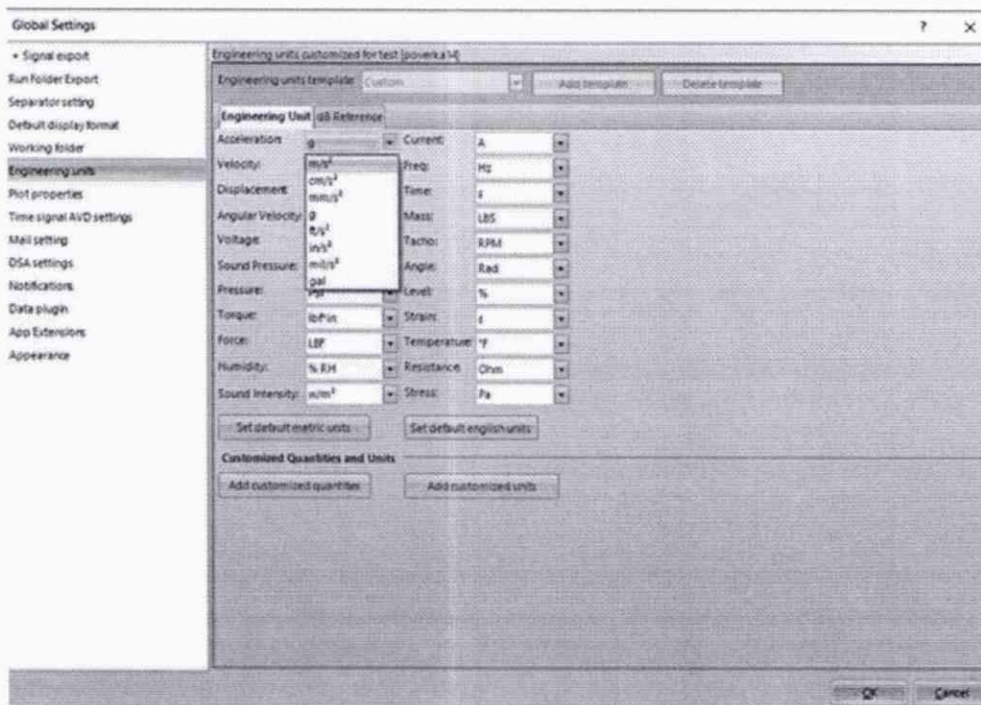 Global Settings ? ×
+ Signal export
Run Folder Export
Separator setting
Default display format
Working folder
Engineering units
Plot properties
Time signal AVD settings
Mail setting
DSA settings
Notifications
Data plugin
App Extensions
Appearance
Engineering units customized for test [poverka14]
Engineering units template: Custom Add template Delete template
Engineering Unit dB Reference
Acceleration: g Current: A
Velocity: Freq: Hz
Displacement Time: s
Angular Velocity: Mass: LBS
Voltage: Tacho: RPM
Sound Pressure: Angle: Rad
Pressure: Level: %
Torque: lbf*in Strain: ε
Force: LBF Temperature: °F
Humidity: % RH Resistance: Ohm
Sound Intensity: w/m² Stress: Pa
m/s²
cm/s²
mm/s²
g
ft/s²
in/s²
mil/s²
gal
Set default metric units Set default english units
Customized Quantities and Units
Add customized quantites Add customized units
OK Cancel